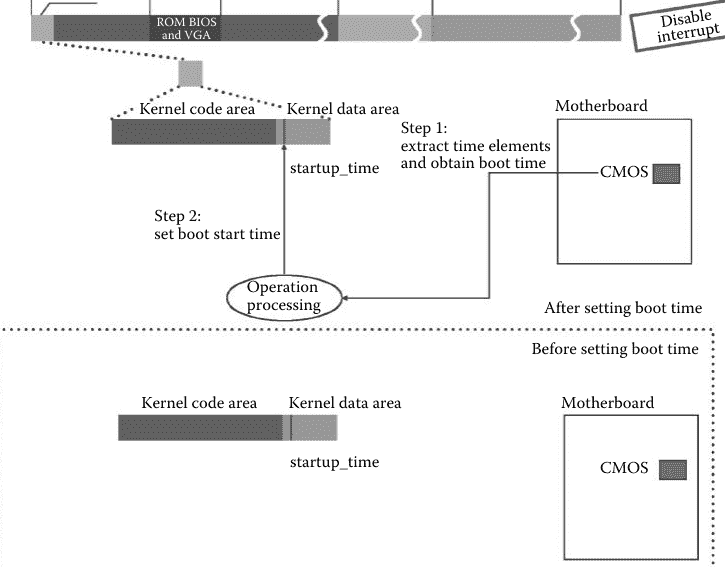 ROM BIOS
and VGA
Disable
interrupt
Kernel code area
Kernel data area
Motherboard
Step 1:
extract time elements
and obtain boot time
CMOS
startup_time
Step 2:
set boot start time
Operation
processing
After setting boot time
Before setting boot time
Kernel code area
Kernel data area
Motherboard
startup_time
CMOS